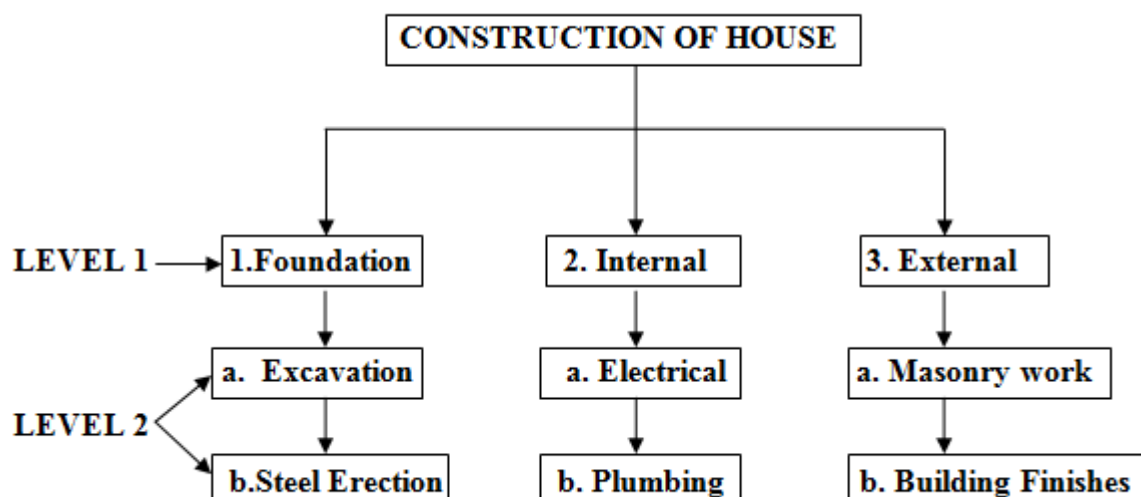 CONSTRUCTION OF HOUSE
LEVEL 1
1.Foundation
2. Internal
3. External
a. Excavation
a. Electrical
a. Masonry work
LEVEL 2
b.Steel Erection
b. Plumbing
b. Building Finishes